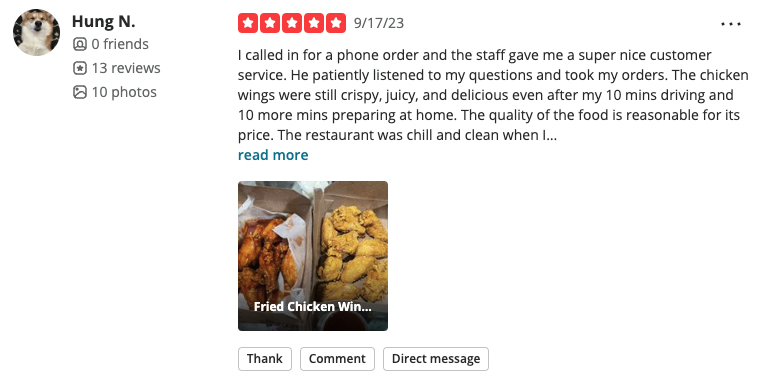 Hung N.
0 friends
13 reviews
10 photos
9/17/23
I called in for a phone order and the staff gave me a super nice customer
service. He patiently listened to my questions and took my orders. The chicken
wings were still crispy, juicy, and delicious even after my 10 mins driving and
10 more mins preparing at home. The quality of the food is reasonable for its
price. The restaurant was chill and clean when I...
read more
Fried Chicken Win...
Thank
Comment
Direct message